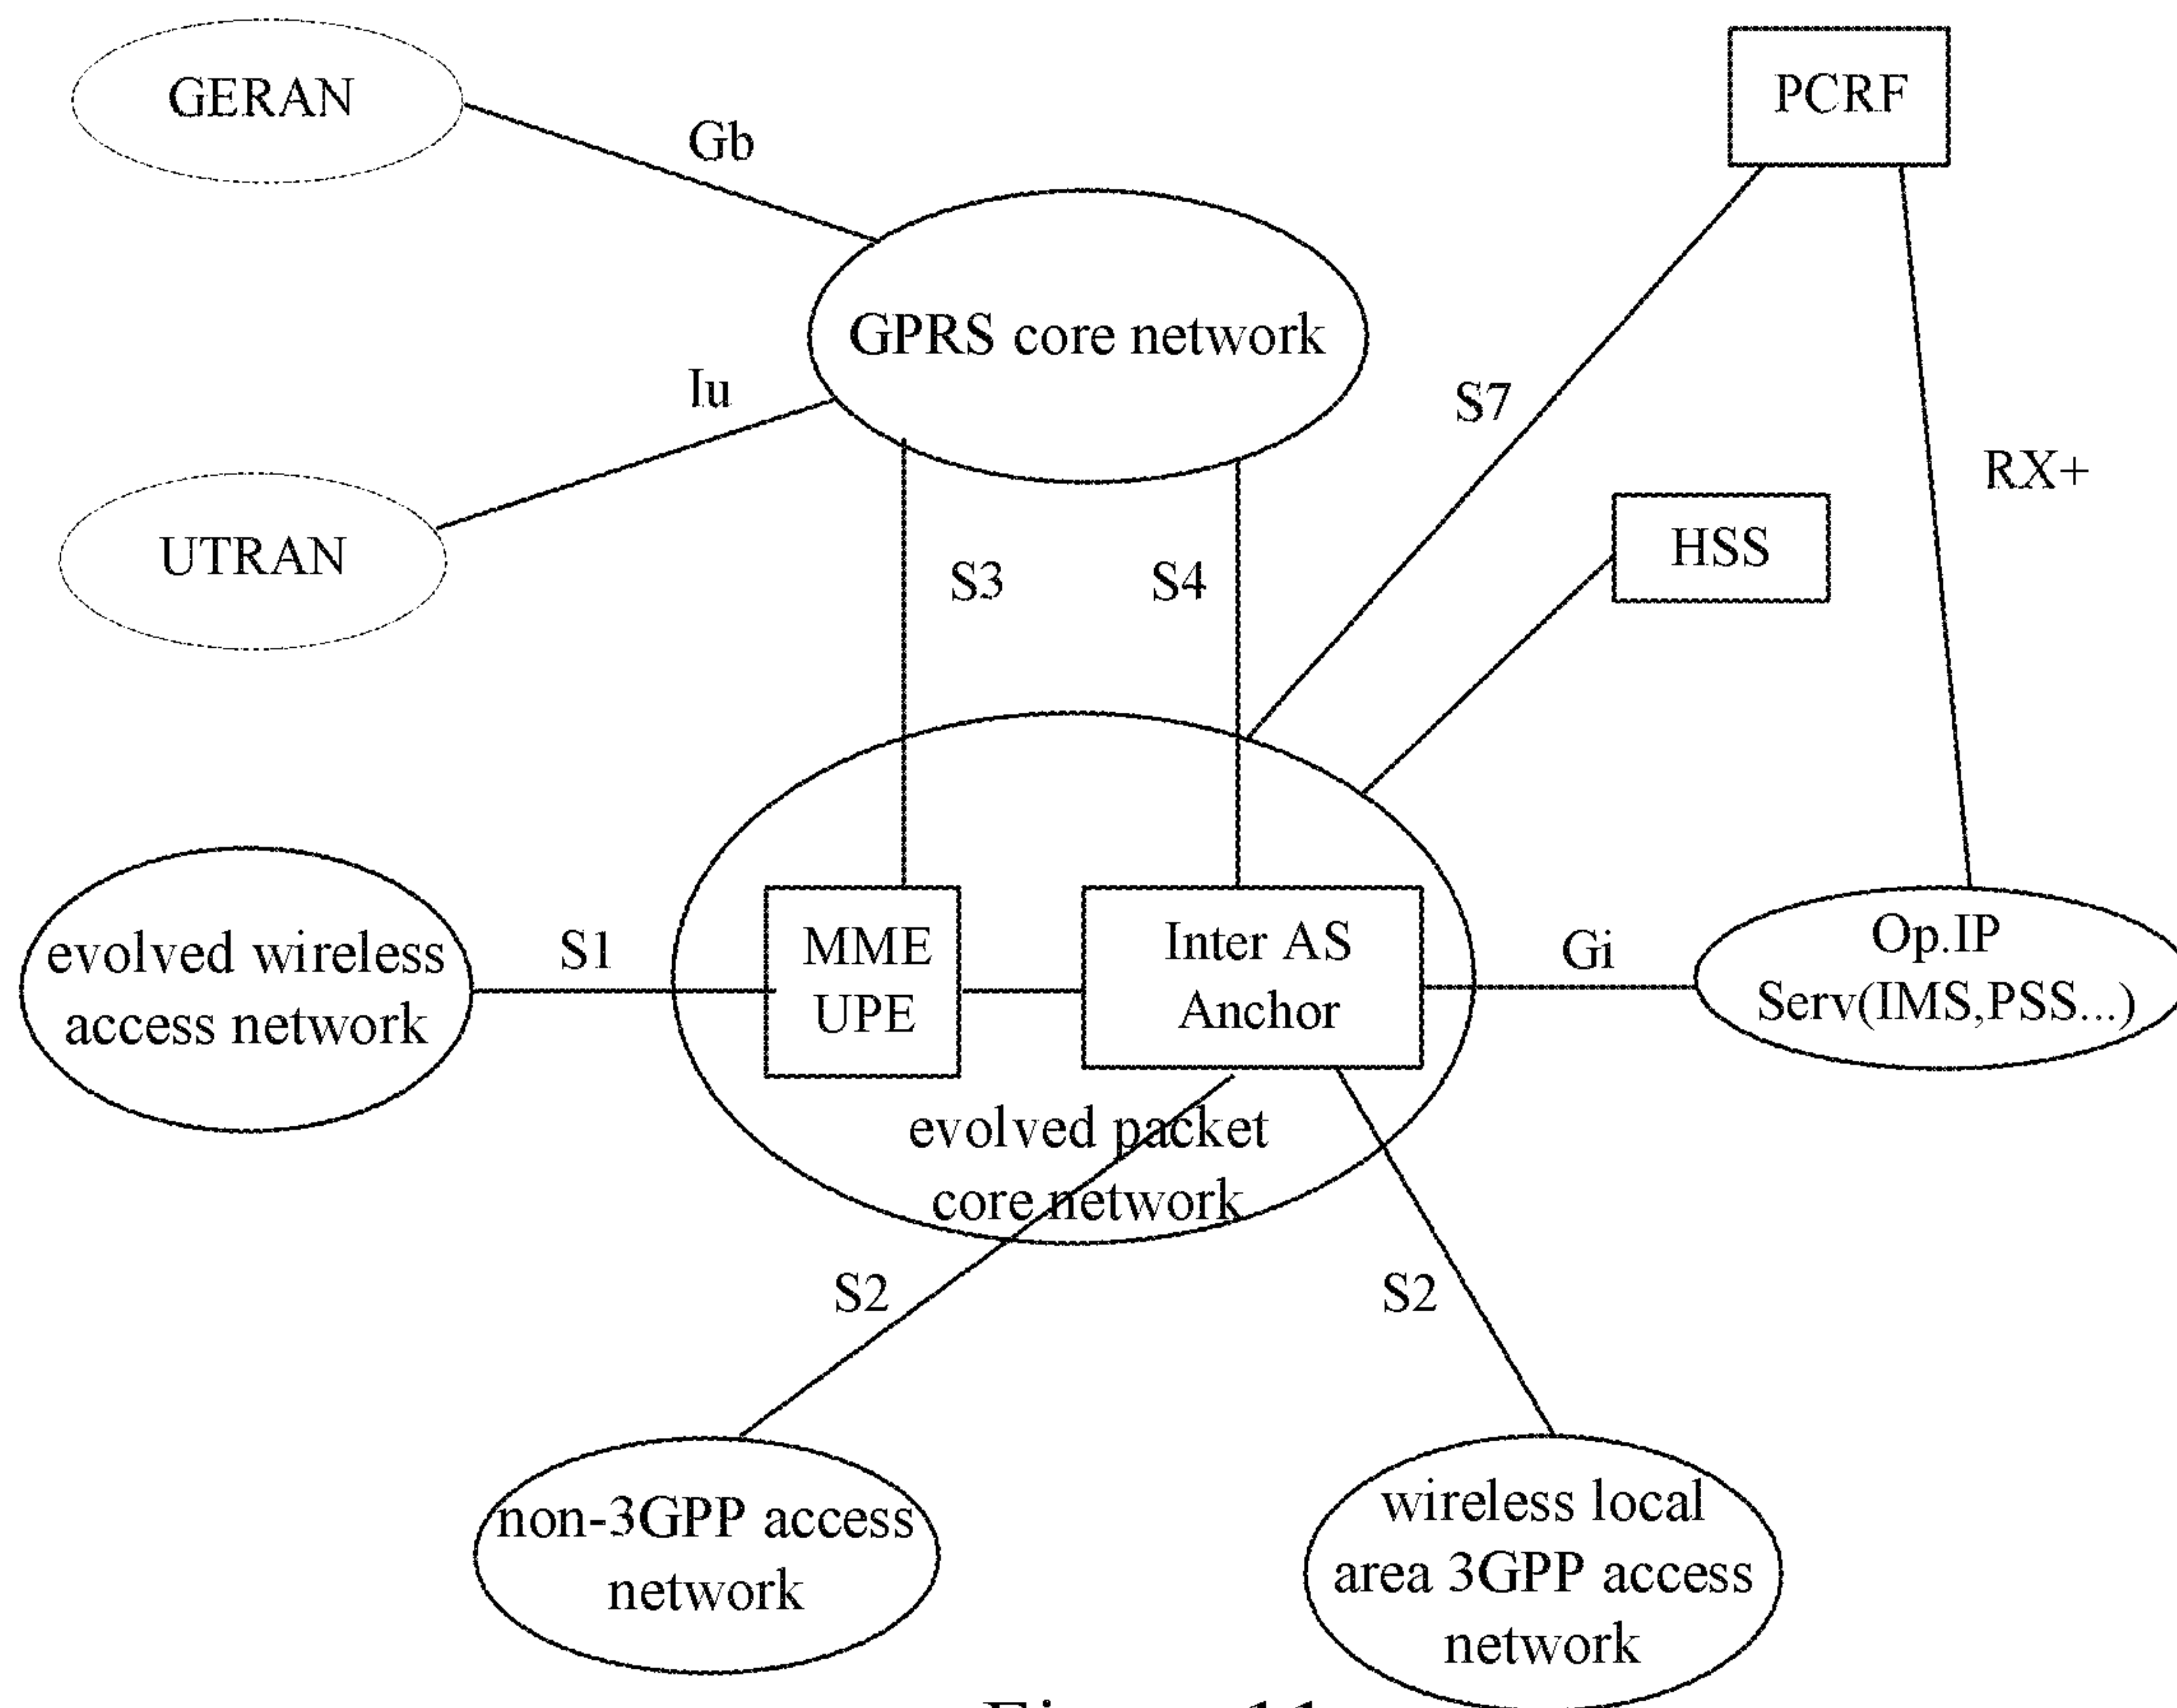 GERAN
PCRF
Gb
GPRS core network
Iu
S7
RX+
UTRAN
HSS
S3
S4
evolved wireless
access network
S1
MME
UPE
Inter AS
Anchor
Gi
Op.IP
Serv(IMS,PSS...)
evolved packet
core network
S2
S2
non-3GPP access
network
wireless local
area 3GPP access
network